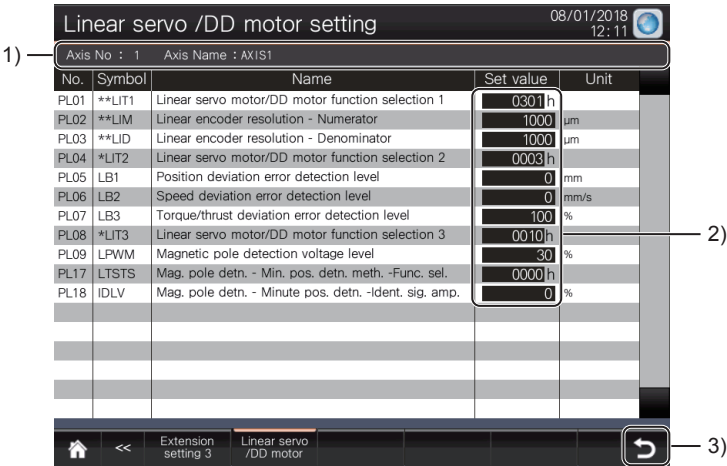 Linear servo /DD motor setting
08/01/2018
12:11
1)
Axis No : 1 Axis Name : AXIS1
No. Symbol Name Set value Unit
PL01 **LIT1 Linear servo motor/DD motor function selection 1 0301 h
PL02 **LIM Linear encoder resolution - Numerator 1000 µm
PL03 **LID Linear encoder resolution - Denominator 1000 µm
PL04 *LIT2 Linear servo motor/DD motor function selection 2 0003 h
PL05 LB1 Position deviation error detection level 0 mm
PL06 LB2 Speed deviation error detection level 0 mm/s
PL07 LB3 Torque/thrust deviation error detection level 100 %
PL08 *LIT3 Linear servo motor/DD motor function selection 3 0010 h
2)
PL09 LPWM Magnetic pole detection voltage level 30 %
PL17 LTSTS Mag. pole detn. - Min. pos. detn. meth. -Func. sel. 0000 h
PL18 IDLV Mag. pole detn. - Minute pos. detn. -Ident. sig. amp. 0 %
<< Extension setting 3 Linear servo /DD motor
3)